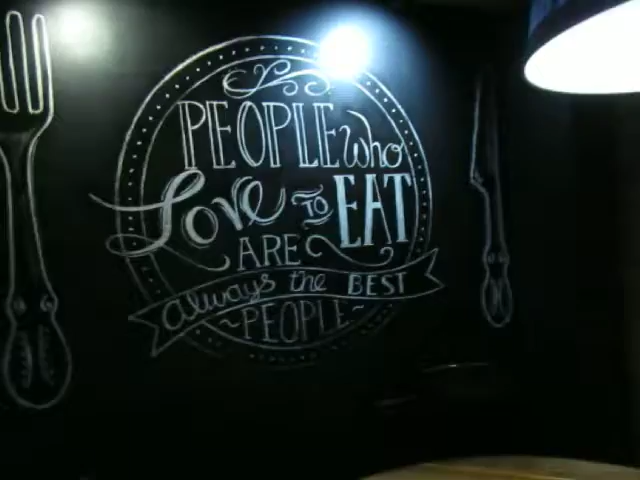 PEOPLE who
Love TO EAT
ARE
always the BEST
~PEOPLE~